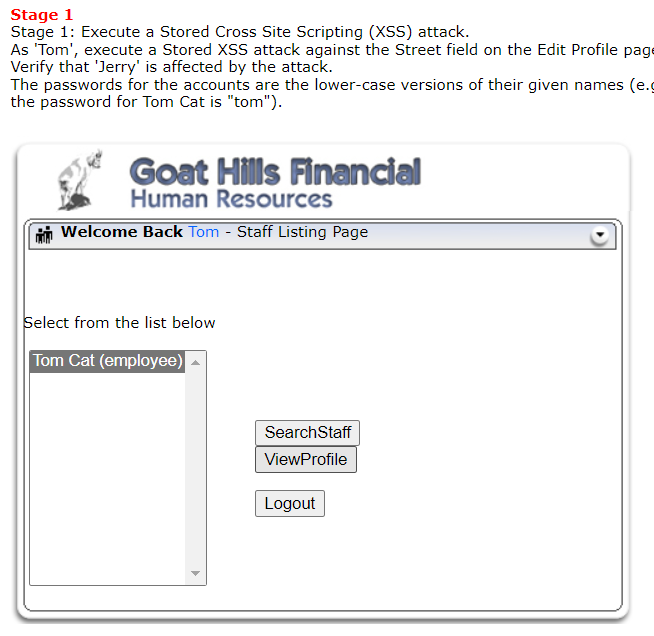 Stage 1
Stage 1: Execute a Stored Cross Site Scripting (XSS) attack.
As 'Tom', execute a Stored XSS attack against the Street field on the Edit Profile page
Verify that 'Jerry' is affected by the attack.
The passwords for the accounts are the lower-case versions of their given names (e.g
the password for Tom Cat is "tom").
Goat Hills Financial
Human Resources
Welcome Back Tom - Staff Listing Page
Select from the list below
Tom Cat (employee)
SearchStaff
ViewProfile
Logout